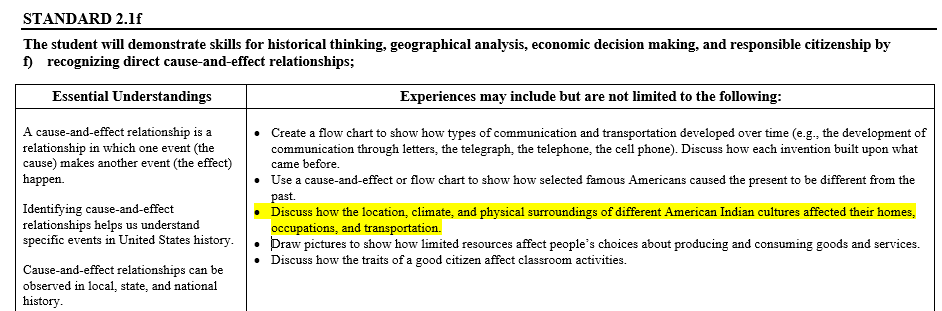 STANDARD 2.1f
The student will demonstrate skills for historical thinking, geographical analysis, economic decision making, and responsible citizenship by
f) recognizing direct cause-and-effect relationships;
Essential Understandings
A cause-and-effect relationship is a
relationship in which one event (the
cause) makes another event (the effect)
happen.
Identifying cause-and-effect
relationships helps us understand
specific events in United States history.
Cause-and-effect relationships can be
observed in local, state, and national
history.
Experiences may include but are not limited to the following:
• Create a flow chart to show how types of communication and transportation developed over time (e.g., the development of
communication through letters, the telegraph, the telephone, the cell phone). Discuss how each invention built upon what
came before.
• Use a cause-and-effect or flow chart to show how selected famous Americans caused the present to be different from the
past.
• Discuss how the location, climate, and physical surroundings of different American Indian cultures affected their homes,
occupations, and transportation.
• Draw pictures to show how limited resources affect people’s choices about producing and consuming goods and services.
• Discuss how the traits of a good citizen affect classroom activities.